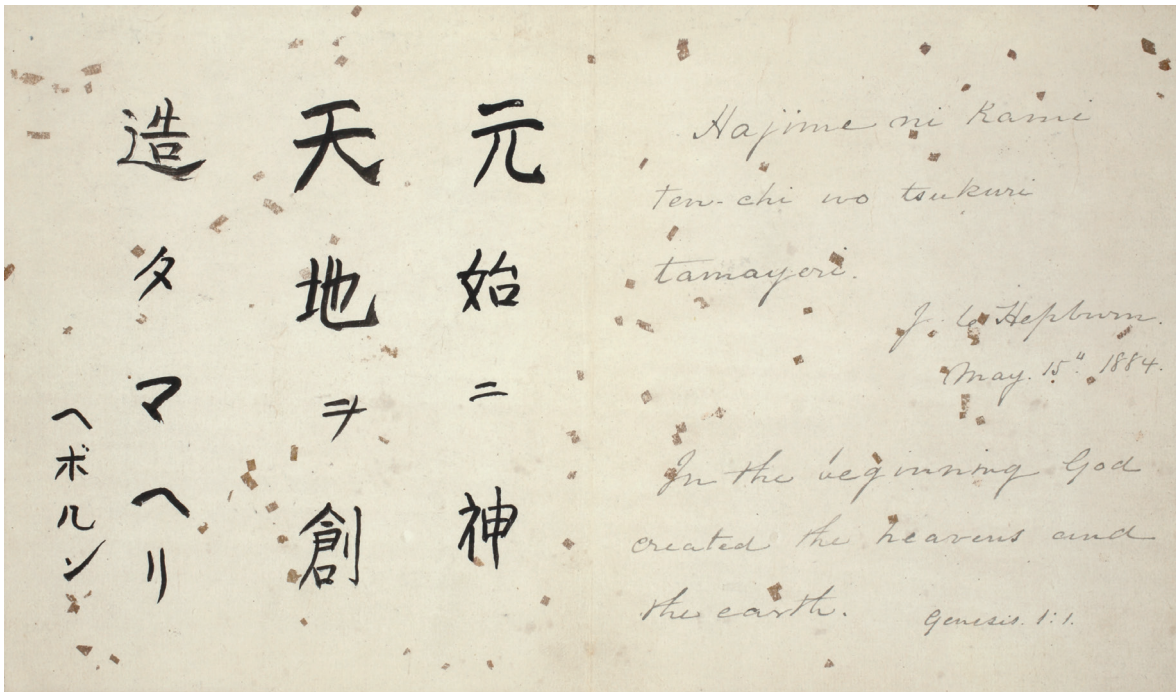 元始ニ神
天地ヲ創
造タマヘリ
ヘボルン
Hajime ni Kami
ten-chi wo tsukuri
tamayeri.
J. C. Hepburn.
May. 15" 1884.
In the beginning God
created the heavens and
the earth. Genesis. 1:1.